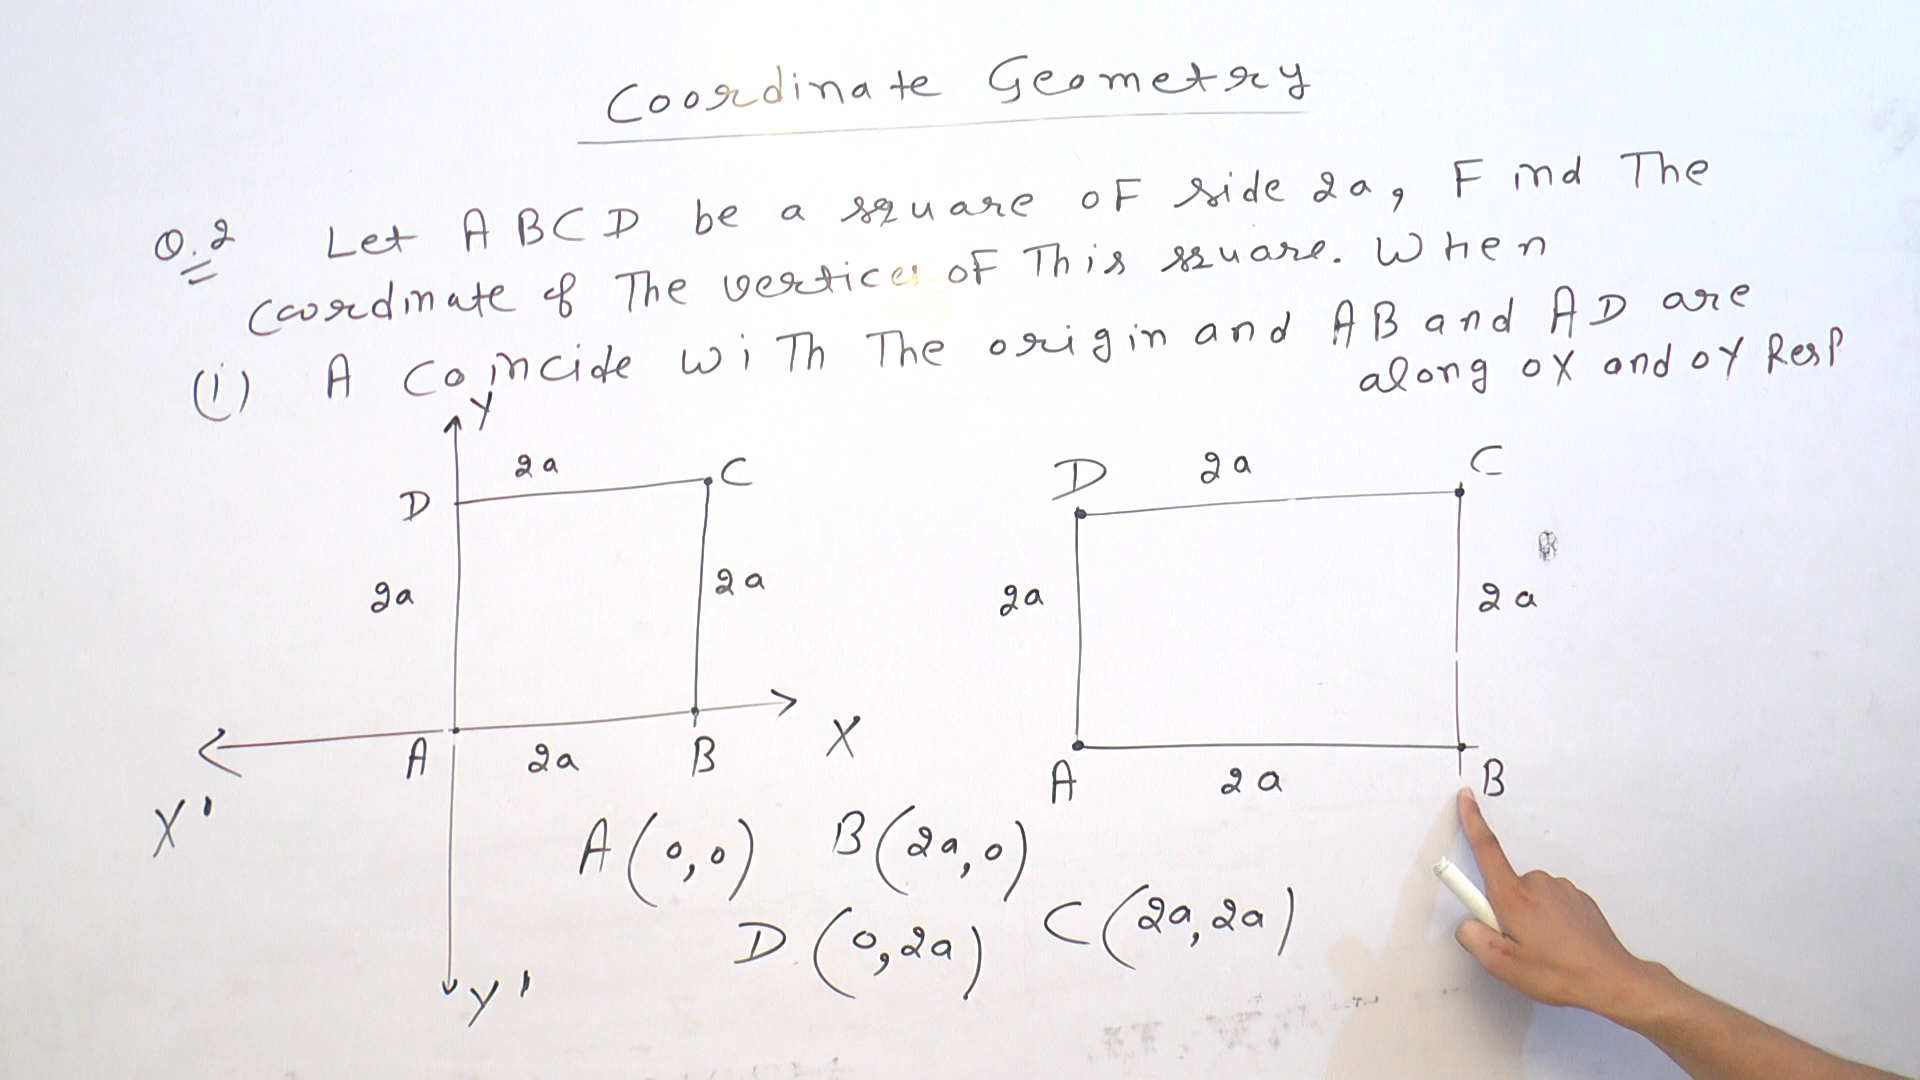 Coordinate Geometry
Q.2 Let ABCD be a square of side 2a, Find The
Coordinate of The vertices of This square. When
(i) A Coincide with The origin and AB and AD are
along OX and OY Resp
Y
2a
C
D
2a
2a
A
2a
B
X
X'
Y'
D
2a
C
2a
2a
A
2a
B
A(0,0) B(2a,0)
D.(0,2a) C(2a,2a)